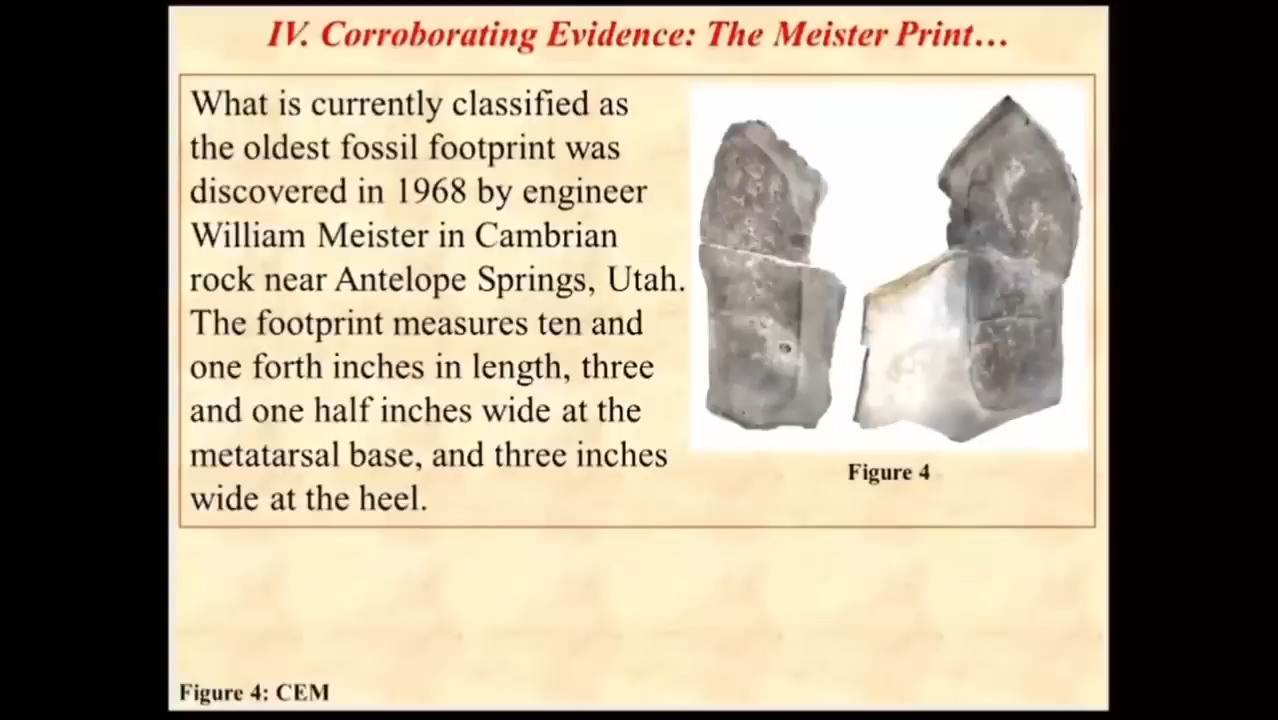 IV. Corroborating Evidence: The Meister Print…
What is currently classified as
the oldest fossil footprint was
discovered in 1968 by engineer
William Meister in Cambrian
rock near Antelope Springs, Utah.
The footprint measures ten and
one forth inches in length, three
and one half inches wide at the
metatarsal base, and three inches
wide at the heel.
Figure 4
Figure 4: CEM